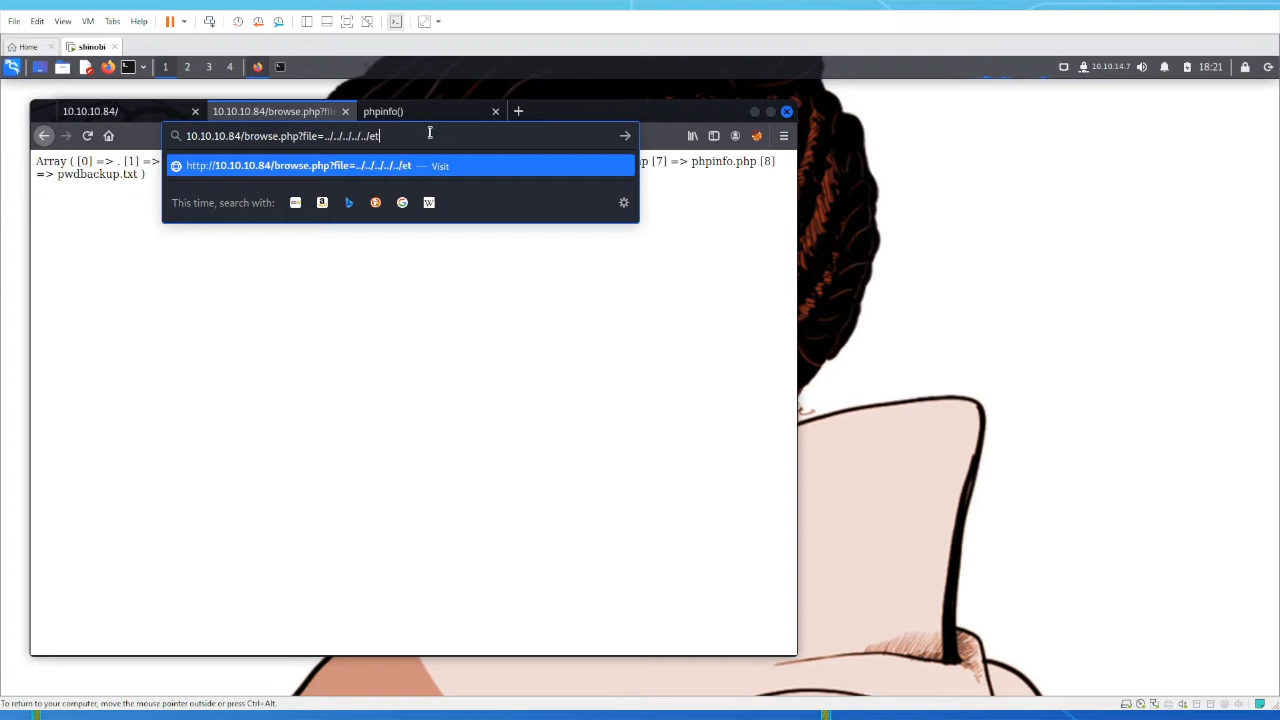 File Edit View VM Tabs Help
Home shinobi
1 2 3 4 10.10.14.7 18:21
10.10.10.84/ 10.10.10.84/browse.php?fil phpinfo()
10.10.10.84/browse.php?file=../../../../../et
Array ( [0] => . [1] => p [7] => phpinfo.php [8]
http://10.10.10.84/browse.php?file=../../../../../et — Visit
=> pwdbackup.txt )
This time, search with:
To return to your computer, move the mouse pointer outside or press Ctrl+Alt.